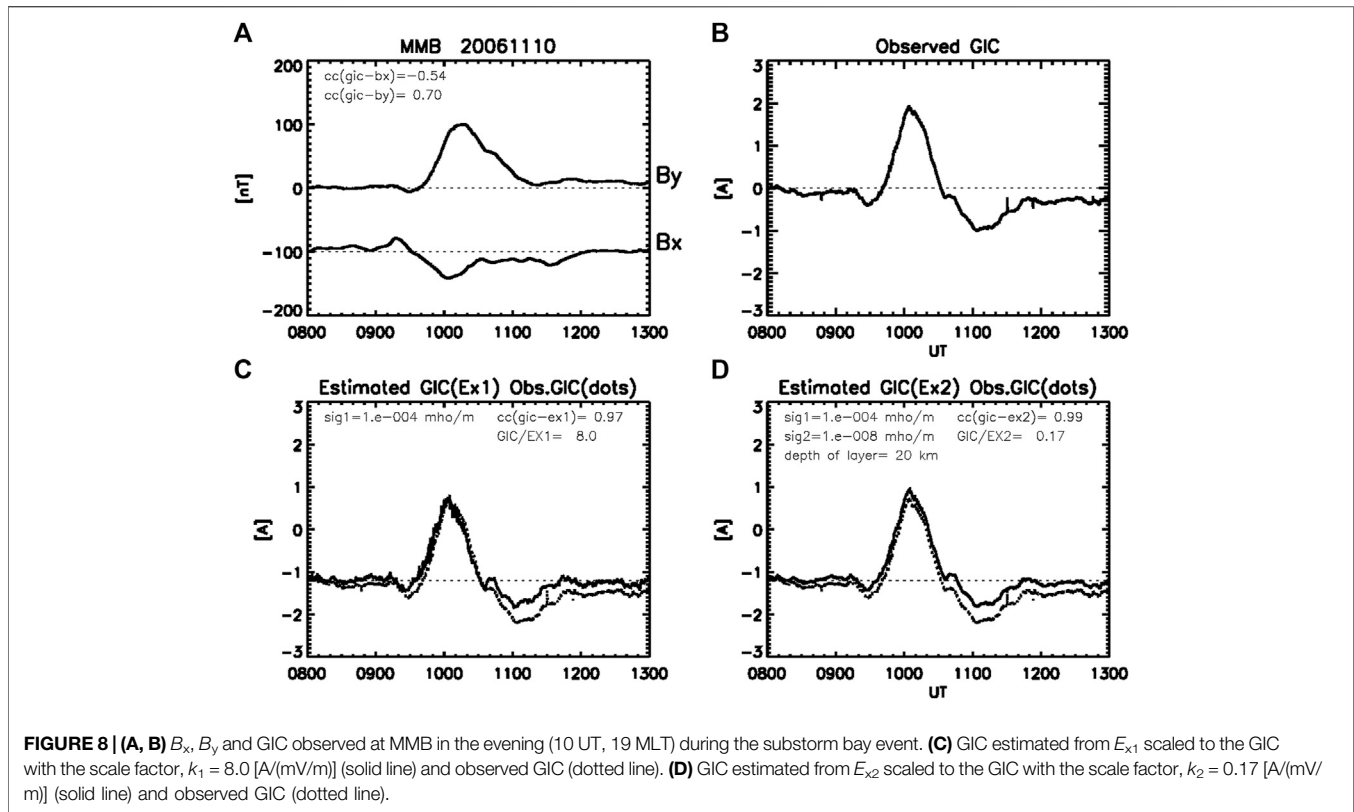 A
MMB 20061110
cc(gic-bx)=-0.54
cc(gic-by)= 0.70
200
100
0
-100
-200
[nT]
By
Bx
0800 0900 1000 1100 1200 1300
B
Observed GIC
3
2
1
0
-1
-2
-3
[A]
0800 0900 1000 1100 1200 1300
UT
C
Estimated GIC(Ex1) Obs.GIC(dots)
sig1=1.e-004 mho/m cc(gic-ex1)= 0.97
GIC/EX1= 8.0
3
2
1
0
-1
-2
-3
[A]
0800 0900 1000 1100 1200 1300
D
Estimated GIC(Ex2) Obs.GIC(dots)
sig1=1.e-004 mho/m cc(gic-ex2)= 0.99
sig2=1.e-008 mho/m GIC/EX2= 0.17
depth of layer= 20 km
3
2
1
0
-1
-2
-3
[A]
0800 0900 1000 1100 1200 1300
UT
FIGURE 8 | (A, B) Bx, By and GIC observed at MMB in the evening (10 UT, 19 MLT) during the substorm bay event. (C) GIC estimated from Ex1 scaled to the GIC
with the scale factor, k1 = 8.0 [A/(mV/m)] (solid line) and observed GIC (dotted line). (D) GIC estimated from Ex2 scaled to the GIC with the scale factor, k2 = 0.17 [A/(mV/
m)] (solid line) and observed GIC (dotted line).